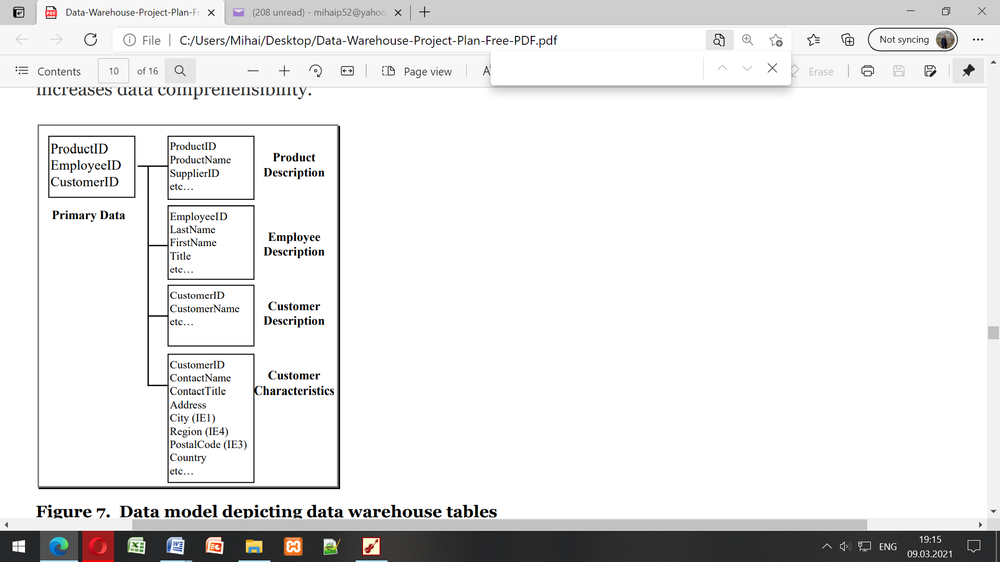 Data-Warehouse-Project-Plan-Fr
(208 unread) - mihaip52@yahoo
File
C:/Users/Mihai/Desktop/Data-Warehouse-Project-Plan-Free-PDF.pdf
Not syncing
Contents
10
of 16
Page view
A
Erase
increases data comprehensibility.
ProductID
EmployeeID
CustomerID
Primary Data
ProductID
ProductName
SupplierID
etc…
Product
Description
EmployeeID
LastName
FirstName
Title
etc…
Employee
Description
CustomerID
CustomerName
etc…
Customer
Description
CustomerID
ContactName
ContactTitle
Address
City (IE1)
Region (IE4)
PostalCode (IE3)
Country
etc…
Customer
Characteristics
Figure 7. Data model depicting data warehouse tables
ENG
19:15
09.03.2021